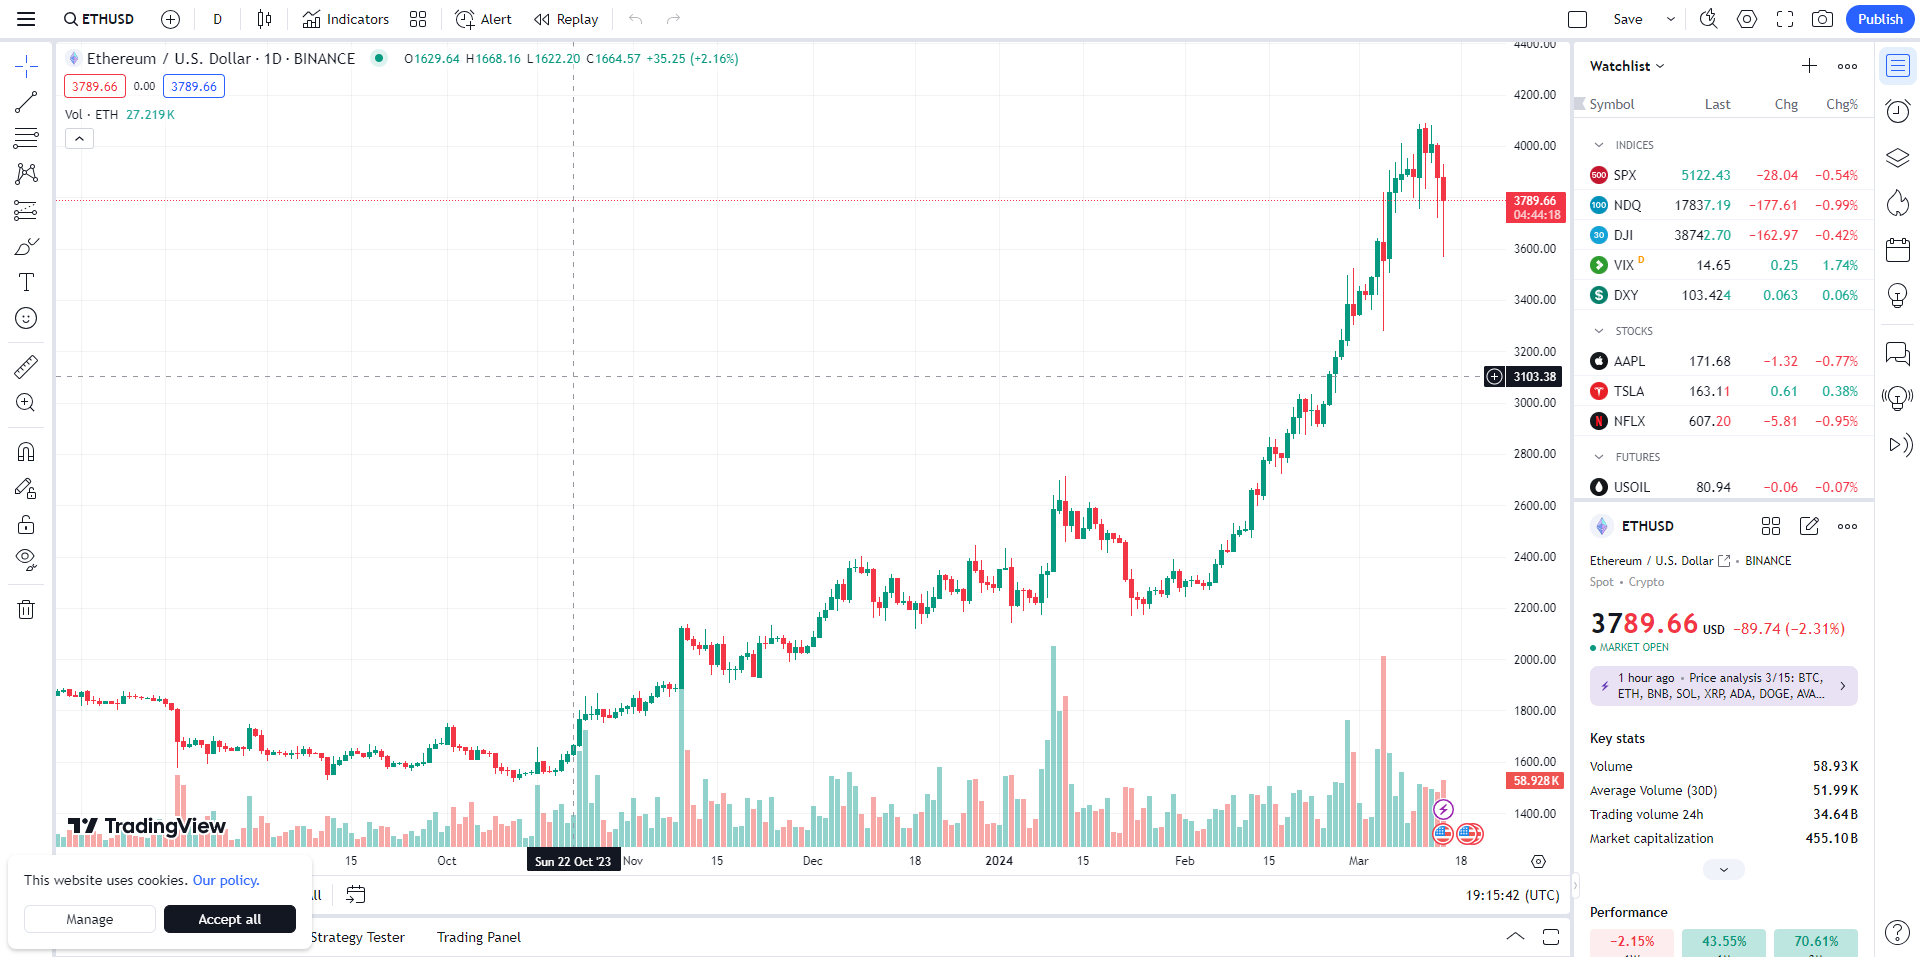 ETHUSD
D
Indicators
Alert
Replay
Save
Publish
Ethereum / U.S. Dollar · 1D · BINANCE
O1629.64 H1668.16 L1622.20 C1664.57 +35.25 (+2.16%)
3789.66 0.00 3789.66
Vol · ETH 27.219K
4400.00
4200.00
4000.00
3789.66
04:44:18
3600.00
3400.00
3200.00
3103.38
3000.00
2800.00
2600.00
2400.00
2200.00
2000.00
1800.00
1600.00
58.928K
1400.00
TradingView
15 Oct Sun 22 Oct '23 Nov 15 Dec 18 2024 15 Feb 15 Mar 18
19:15:42 (UTC)
Strategy Tester
Trading Panel
This website uses cookies. Our policy.
Manage
Accept all
Watchlist
Symbol Last Chg Chg%
INDICES
500 SPX 5122.43 −28.04 −0.54%
100 NDQ 17837.19 −177.61 −0.99%
30 DJI 38742.70 −162.97 −0.42%
VIX D 14.65 0.25 1.74%
$ DXY 103.424 0.063 0.06%
STOCKS
AAPL 171.68 −1.32 −0.77%
TSLA 163.11 0.61 0.38%
N NFLX 607.20 −5.81 −0.95%
FUTURES
USOIL 80.94 −0.06 −0.07%
ETHUSD
Ethereum / U.S. Dollar • BINANCE
Spot • Crypto
3789.66 USD −89.74 (−2.31%)
MARKET OPEN
1 hour ago • Price analysis 3/15: BTC,
ETH, BNB, SOL, XRP, ADA, DOGE, AVA...
Key stats
Volume 58.93K
Average Volume (30D) 51.99K
Trading volume 24h 34.64B
Market capitalization 455.10B
Performance
−2.15% 43.55% 70.61%